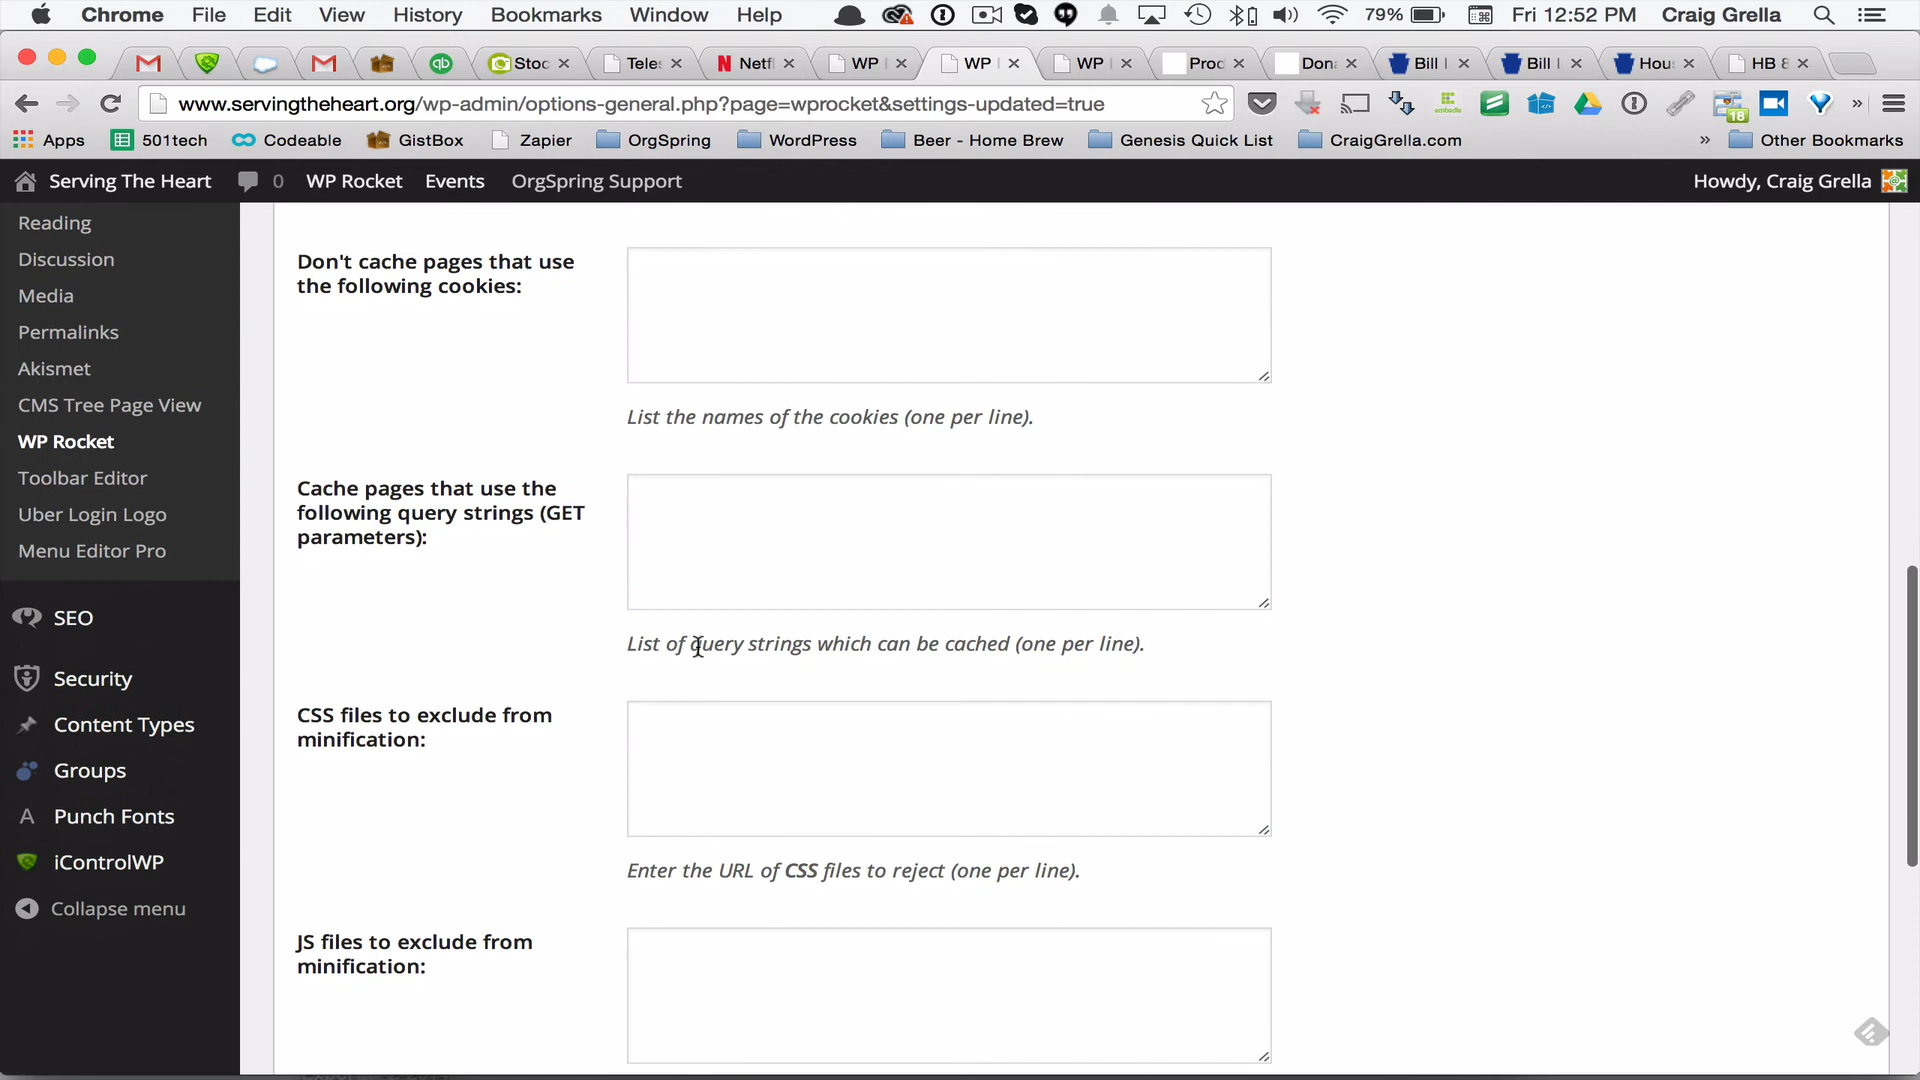 Chrome File Edit View History Bookmarks Window Help 79% Fri 12:52 PM Craig Grella
Stoc Teles Netfl WP WP WP Proc Dona Bill Bill Hous HB 8
www.servingtheheart.org/wp-admin/options-general.php?page=wprocket&settings-updated=true 18 »
Apps 501tech Codeable GistBox Zapier OrgSpring WordPress Beer - Home Brew Genesis Quick List CraigGrella.com » Other Bookmarks
Serving The Heart 0 WP Rocket Events OrgSpring Support Howdy, Craig Grella
Reading
Discussion
Media
Permalinks
Akismet
CMS Tree Page View
WP Rocket
Toolbar Editor
Uber Login Logo
Menu Editor Pro
SEO
Security
Content Types
Groups
Punch Fonts
iControlWP
Collapse menu
Don't cache pages that use
the following cookies:
List the names of the cookies (one per line).
Cache pages that use the
following query strings (GET
parameters):
List of query strings which can be cached (one per line).
CSS files to exclude from
minification:
Enter the URL of CSS files to reject (one per line).
JS files to exclude from
minification: